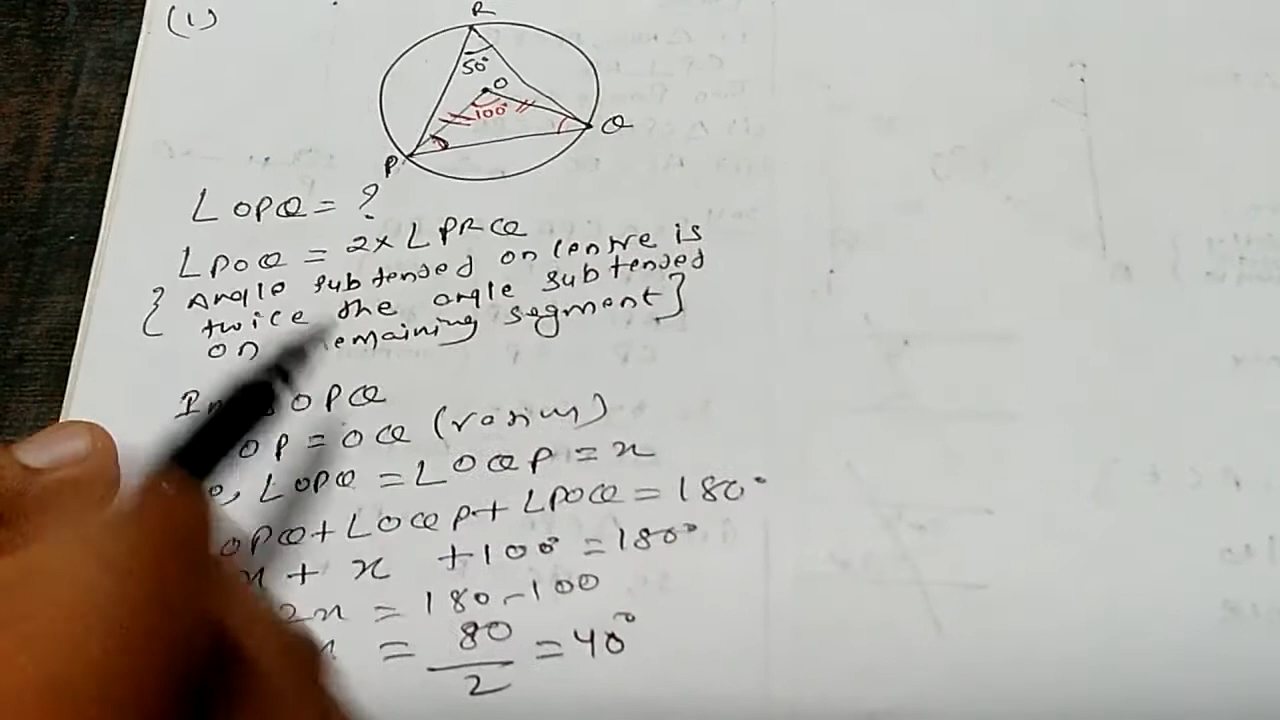 (1)
R
50°
O
100°
Q
P
∠OPQ = ?
∠POQ = 2x∠PRQ
{ Angle subtended on centre is
twice the angle subtended
on remaining segment}
In △OPQ
OP = OQ (radius)
∠OPQ = ∠OQP = x
OPQ + ∠OQP + ∠POQ = 180°
x + x + 100° = 180°
2x = 180 - 100
= 80/2 = 40°